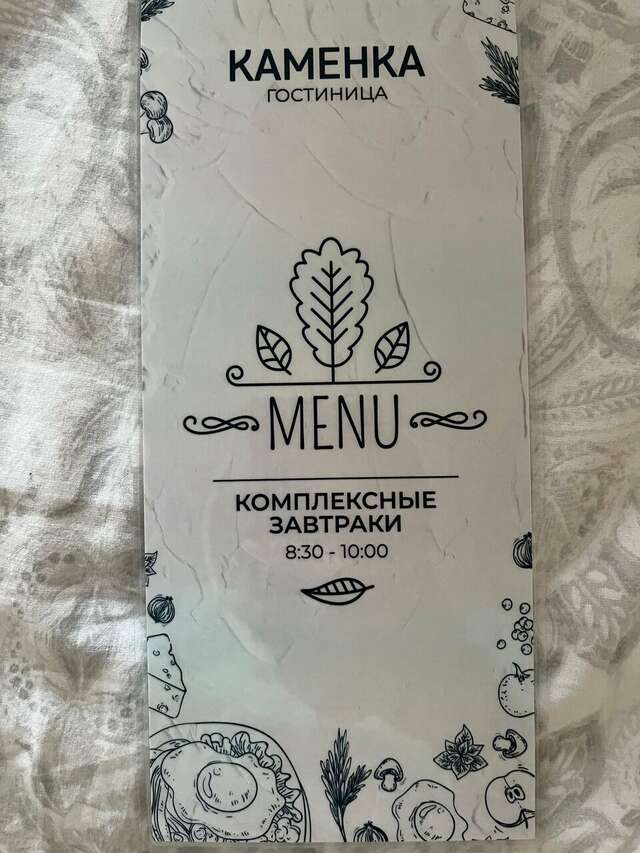 КАМЕНКА
ГОСТИНИЦА
MENU
КОМПЛЕКСНЫЕ
ЗАВТРАКИ
8:30 - 10:00